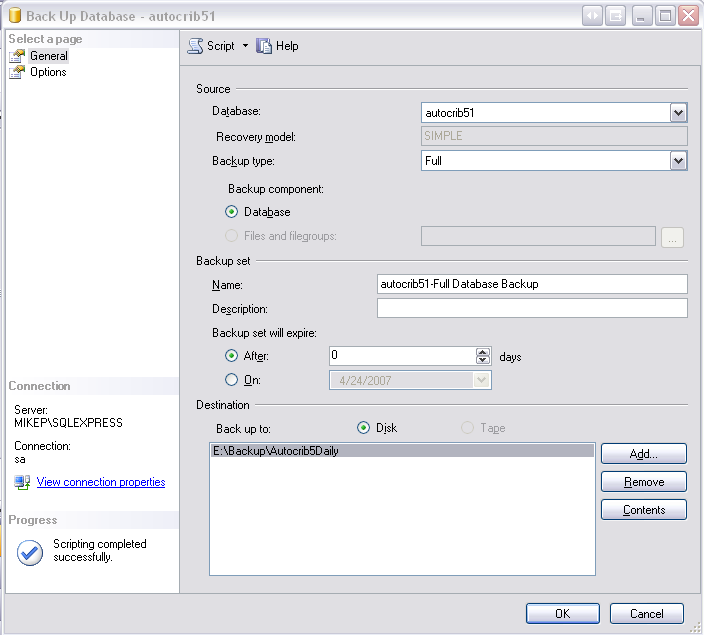 Back Up Database - autocrib51
Select a page
General
Options
Script
Help
Source
Database:
autocrib51
Recovery model:
SIMPLE
Backup type:
Full
Backup component:
Database
Files and filegroups:
...
Backup set
Name:
autocrib51-Full Database Backup
Description:
Backup set will expire:
After:
0
days
On:
4/24/2007
Destination
Back up to:
Disk
Tape
E:\Backup\Autocrib5Daily
Add...
Remove
Contents
Connection
Server:
MIKEP\SQLEXPRESS
Connection:
sa
View connection properties
Progress
Scripting completed
successfully.
OK
Cancel